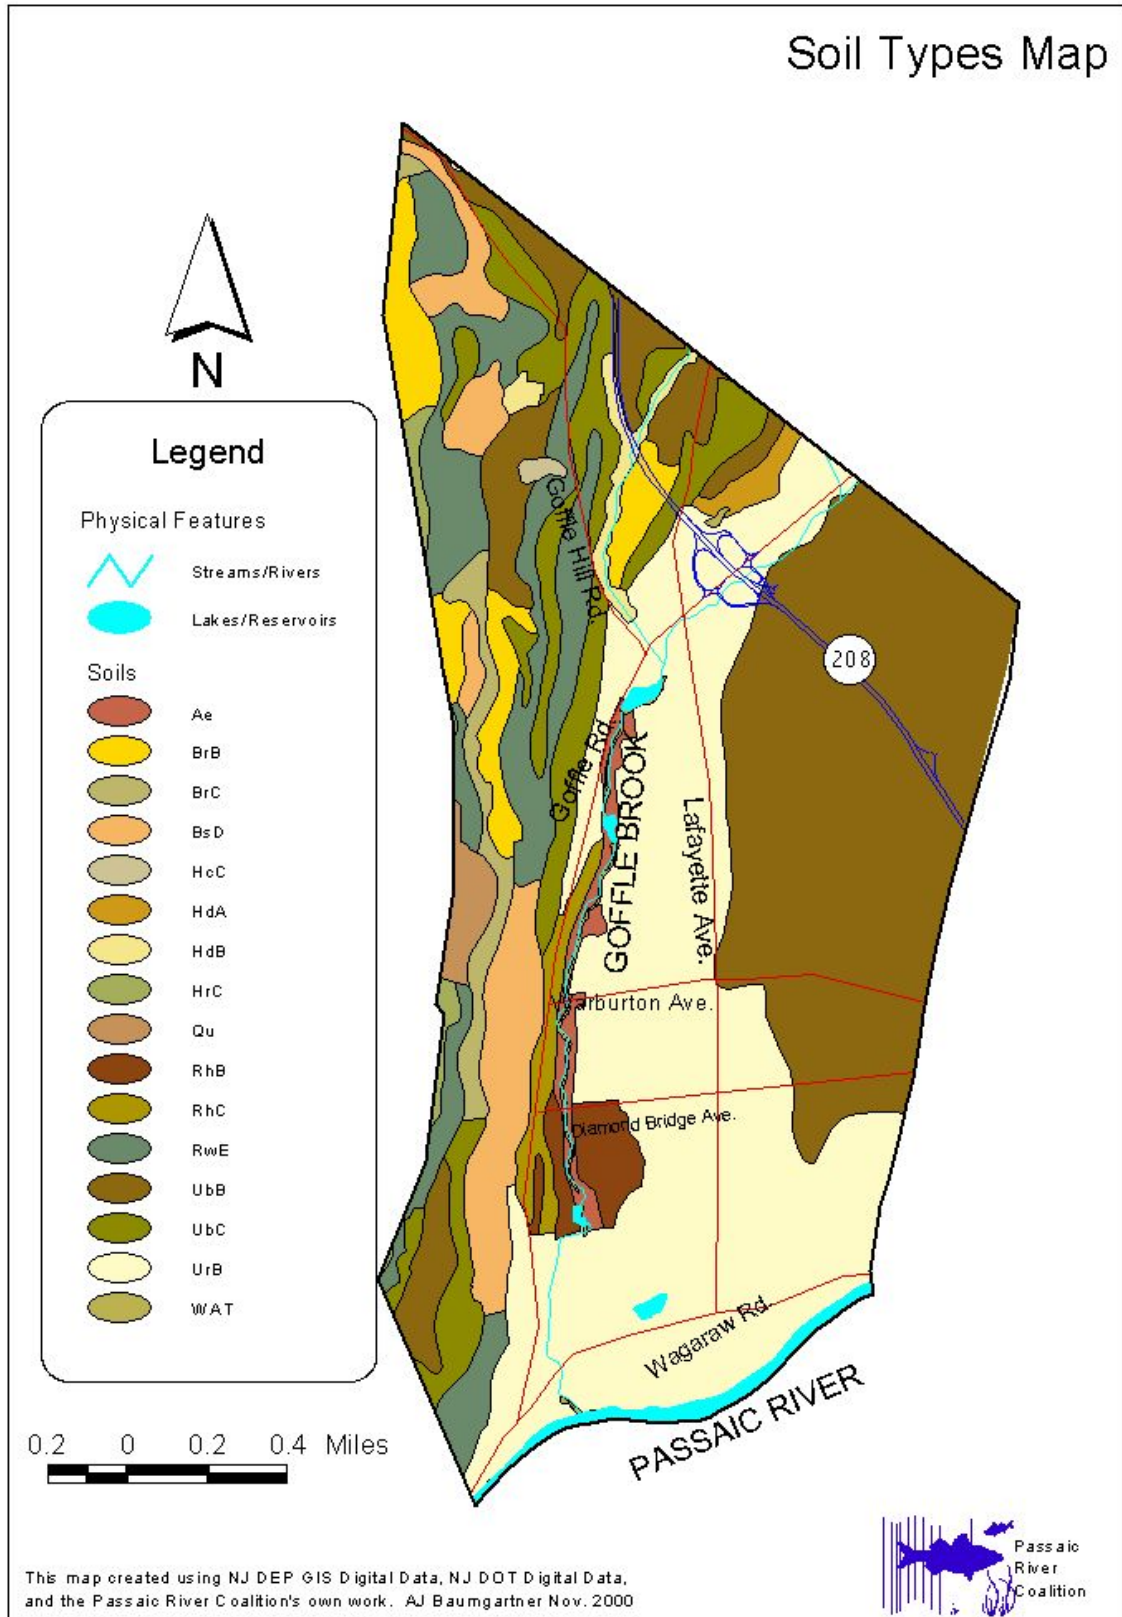 Soil Types Map
N
Legend
Physical Features
Streams/Rivers
Lakes/Reservoirs
Soils
Ae
BrB
BrC
BsD
HcC
HdA
HdB
HrC
Qu
RhB
RhC
RwE
UbB
UbC
UrB
WAT
Goffle Hill Rd.
208
Goffle Rd.
GOFFLE BROOK
Lafayette Ave.
Warburton Ave.
Diamond Bridge Ave.
Wagaraw Rd.
PASSAIC RIVER
0.2 0 0.2 0.4 Miles
Passaic
River
Coalition
This map created using NJ DEP GIS Digital Data, NJ DOT Digital Data,
and the Passaic River Coalition's own work. AJ Baumgartner Nov. 2000